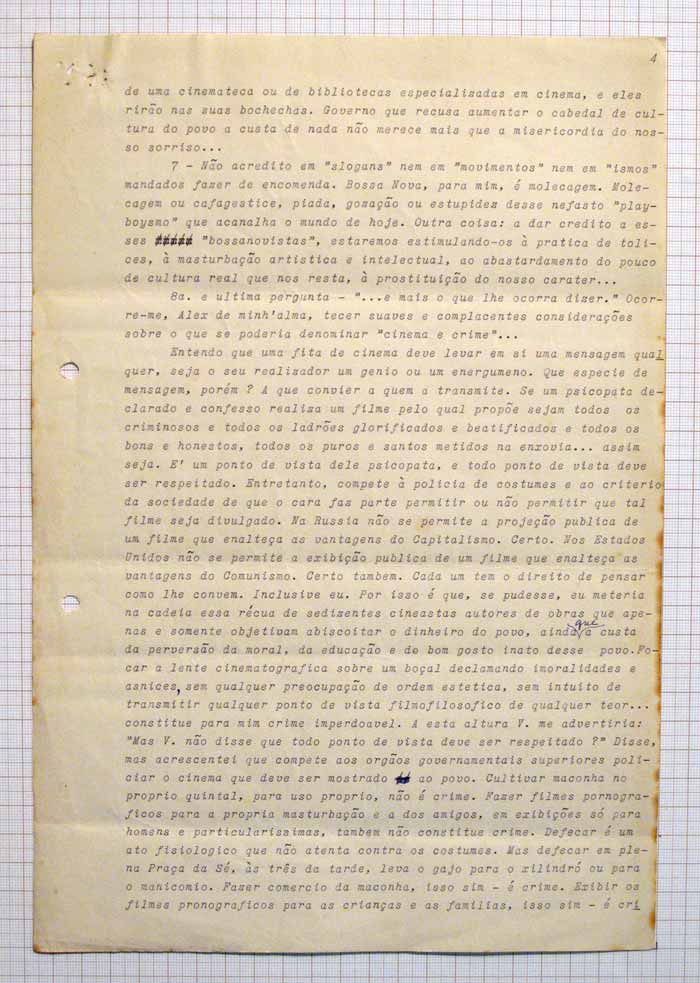 4
de uma cinemateca ou de bibliotecas especialisadas em cinema, e eles
rirão nas suas bochechas. Governo que recusa aumentar o cabedal de cul-
tura do povo a custa de nada não merece mais que a misericordia do nos-
so sorriso...
7 - Não acredito em "slogans" nem em "movimentos" nem em "ismos"
mandados fazer de encomenda. Bossa Nova, para mim, é molecagem. Mole-
cagem ou cafagestice, piada, gosação ou estupides desse nefasto "play-
boysmo" que acanalha o mundo de hoje. Outra coisa: a dar credito a es-
ses "bossanovistas", estaremos estimulando-os à pratica de toli-
ces, à masturbação artistica e intelectual, ao abastardamento do pouco
de cultura real que nos resta, à prostituição do nosso carater...
8a. e ultima pergunta - "...e mais o que lhe ocorra dizer." Ocor-
re-me, Alex de minh'alma, tecer suaves e complacentes considerações
sobre o que se poderia denominar "cinema e crime"...
Entendo que uma fita de cinema deve levar em si uma mensagem qual
quer, seja o seu realisador um genio ou um energumeno. Que especie de
mensagem, porém ? A que convier a quem a transmite. Se um psicopata de-
clarado e confesso realiza um filme pelo qual propõe sejam todos os
criminosos e todos os ladrões glorificados e beatificados e todos os
bons e honestos, todos os puros e santos metidos na enxovia... assim
seja. E' um ponto de vista dele psicopata, e todo ponto de vista deve
ser respeitado. Entretanto, compete à policia de costumes e ao criterio
da sociedade de que o cara fas parte permitir ou não permitir que tal
filme seja divulgado. Na Russia não se permite a projeção publica de
um filme que enalteça as vantagens do Capitalismo. Certo. Nos Estados
Unidos não se permite a exibição publica de um filme que enalteça as
vantagens do Comunismo. Certo tambem. Cada um tem o direito de pensar
como lhe convem. Inclusive eu. Por isso é que, se pudesse, eu meteria
na cadeia essa récua de sedizentes cineastas autores de obras que ape-
nas e somente objetivam abiscoitar o dinheiro do povo, ainda que a custa
da perversão da moral, da educação e do bom gosto inato desse povo.Fo-
car a lente cinematografica sobre um boçal declamando imoralidades e
asnices, sem qualquer preocupação de ordem estetica, sem intuito de
transmitir qualquer ponto de vista filmofilosofico de qualquer teor...
constitue para mim crime imperdoavel. A esta altura V. me advertiria:
"Mas V. não disse que todo ponto de vista deve ser respeitado ?" Disse,
mas acrescentei que compete aos orgãos governamentais superiores poli-
ciar o cinema que deve ser mostrado ao povo. Cultivar maconha no
proprio quintal, para uso proprio, não é crime. Fazer filmes pornogra-
ficos para a propria masturbação e a dos amigos, em exibições só para
homens e particularissimas, tambem não constitue crime. Defecar é um
ato fisiologico que não atenta contra os costumes. Mas defecar em ple-
na Praça da Sé, às três da tarde, leva o gajo para o xilindró ou para
o manicomio. Fazer comercio da maconha, isso sim - é crime. Exibir os
filmes pronograficos para as crianças e as familias, isso sim - é cri